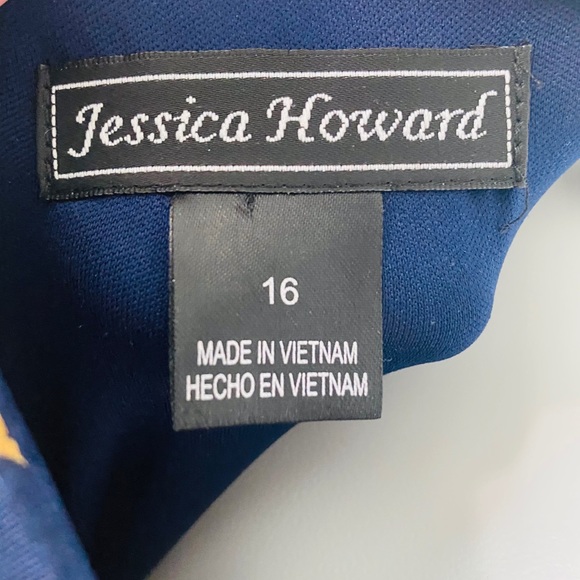 Jessica Howard
16
MADE IN VIETNAM
HECHO EN VIETNAM